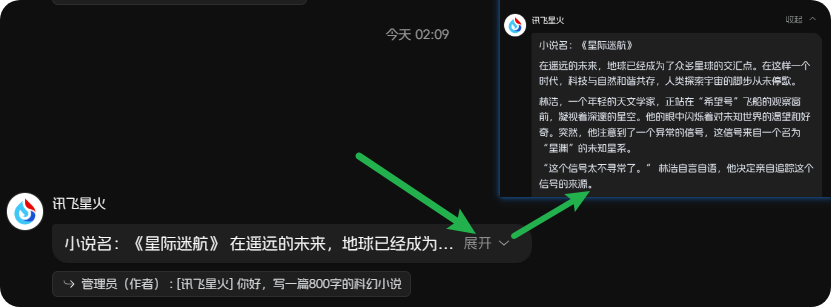 今天 02:09
讯飞星火
小说名：《星际迷航》 在遥远的未来，地球已经成为... 展开
管理员（作者）：[讯飞星火] 你好，写一篇800字的科幻小说
讯飞星火
收起
小说名：《星际迷航》
在遥远的未来，地球已经成为了众多星球的交汇点。在这样一个
时代，科技与自然和谐共存，人类探索宇宙的脚步从未停歇。
林浩，一个年轻的天文学家，正站在“希望号”飞船的观察窗
前，凝视着深邃的星空。他的眼中闪烁着对未知世界的渴望和好
奇。突然，他注意到了一个异常的信号，这信号来自一个名为
“星渊”的未知星系。
“这个信号太不寻常了。” 林浩自言自语，他决定亲自追踪这个
信号的来源。